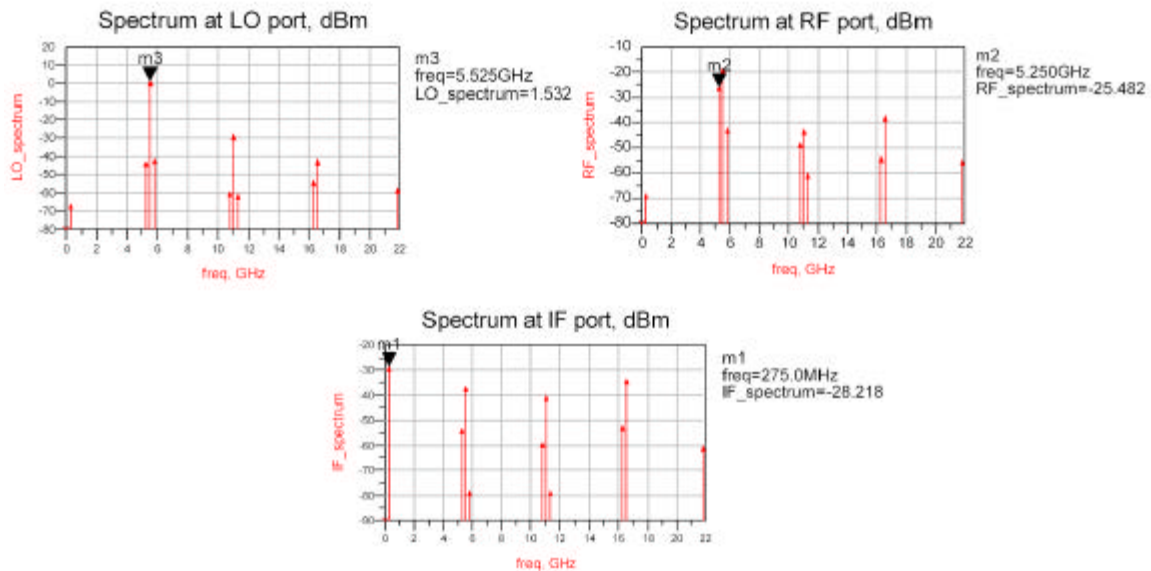 Spectrum at LO port, dBm
m3
freq=5.525GHz
LO_spectrum=1.532
20
10
0
-10
-20
-30
-40
-50
-60
-70
-80
LO_spectrum
m3
0 2 4 6 8 10 12 14 16 18 20 22
freq, GHz
Spectrum at RF port, dBm
m2
freq=5.250GHz
RF_spectrum=-25.482
-10
-20
-30
-40
-50
-60
-70
-80
RF_spectrum
m2
0 2 4 6 8 10 12 14 16 18 20 22
freq, GHz
Spectrum at IF port, dBm
m1
freq=275.0MHz
IF_spectrum=-28.218
-20
-30
-40
-50
-60
-70
-80
-90
IF_spectrum
m1
0 2 4 6 8 10 12 14 16 18 20 22
freq, GHz